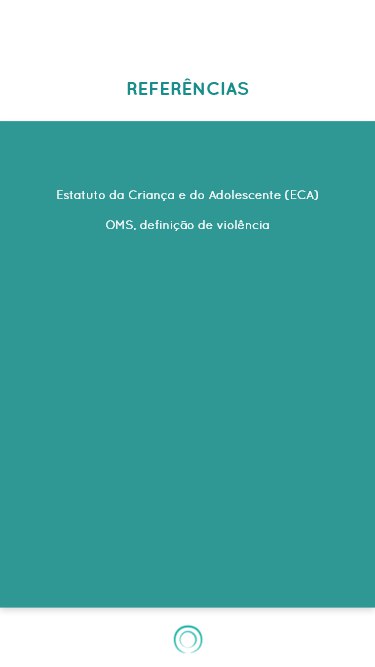 REFERÊNCIAS
Estatuto da Criança e do Adolescente (ECA)
OMS, definição de violência